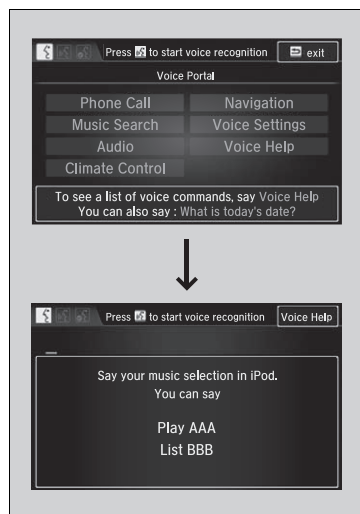 Press to start voice recognition exit
Voice Portal
Phone Call Navigation
Music Search Voice Settings
Audio Voice Help
Climate Control
To see a list of voice commands, say Voice Help
You can also say : What is today's date?
Press to start voice recognition Voice Help
Say your music selection in iPod.
You can say
Play AAA
List BBB